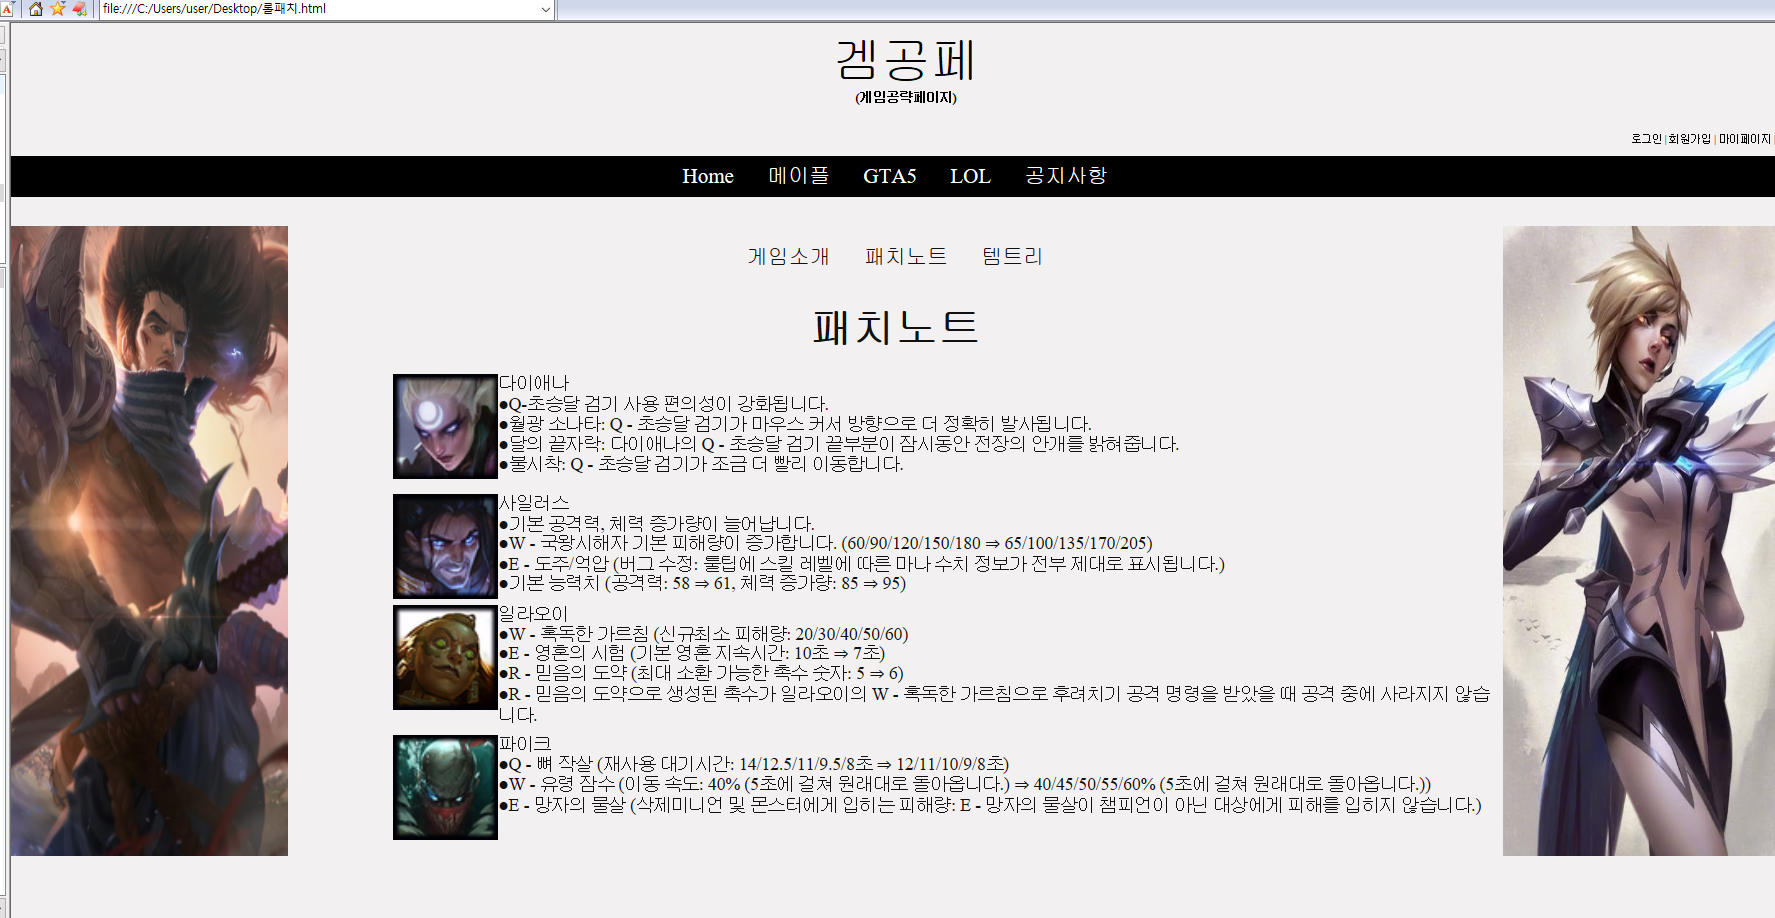 file:///C:/Users/user/Desktop/롤패치.html
겜공페
(게임공략페이지)
로그인 | 회원가입 | 마이페이지 |
Home 메이플 GTA5 LOL 공지사항
게임소개 패치노트 템트리
패치노트
다이애나
●Q-초승달 검기 사용 편의성이 강화됩니다.
●월광 소나타: Q - 초승달 검기가 마우스 커서 방향으로 더 정확히 발사됩니다.
●달의 끝자락: 다이애나의 Q - 초승달 검기 끝부분이 잠시동안 전장의 안개를 밝혀줍니다.
●불시착: Q - 초승달 검기가 조금 더 빨리 이동합니다.
사일러스
●기본 공격력, 체력 증가량이 늘어납니다.
●W - 국왕시해자 기본 피해량이 증가합니다. (60/90/120/150/180 ⇒ 65/100/135/170/205)
●E - 도주/억압 (버그 수정: 툴팁에 스킬 레벨에 따른 마나 수치 정보가 전부 제대로 표시됩니다.)
●기본 능력치 (공격력: 58 ⇒ 61, 체력 증가량: 85 ⇒ 95)
일라오이
●W - 혹독한 가르침 (신규최소 피해량: 20/30/40/50/60)
●E - 영혼의 시험 (기본 영혼 지속시간: 10초 ⇒ 7초)
●R - 믿음의 도약 (최대 소환 가능한 촉수 숫자: 5 ⇒ 6)
●R - 믿음의 도약으로 생성된 촉수가 일라오이의 W - 혹독한 가르침으로 후려치기 공격 명령을 받았을 때 공격 중에 사라지지 않습
니다.
파이크
●Q - 뼈 작살 (재사용 대기시간: 14/12.5/11/9.5/8초 ⇒ 12/11/10/9/8초)
●W - 유령 잠수 (이동 속도: 40% (5초에 걸쳐 원래대로 돌아옵니다.) ⇒ 40/45/50/55/60% (5초에 걸쳐 원래대로 돌아옵니다.))
●E - 망자의 물살 (삭제미니언 및 몬스터에게 입히는 피해량: E - 망자의 물살이 챔피언이 아닌 대상에게 피해를 입히지 않습니다.)